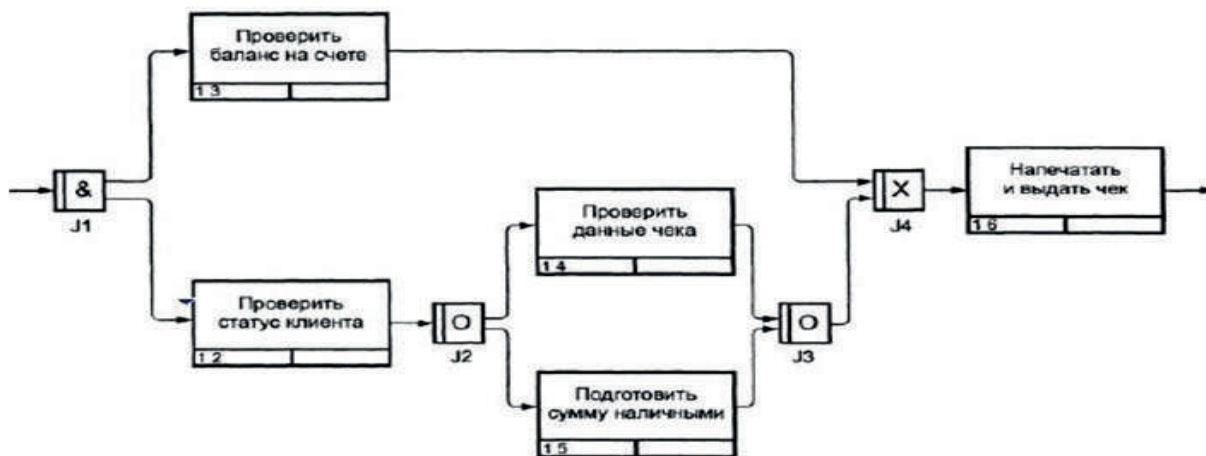 Проверить
баланс на счете
1 3
&
J1
Проверить
статус клиента
1 2
O
J2
Проверить
данные чека
1 4
Подготовить
сумму наличными
1 5
O
J3
X
J4
Напечатать
и выдать чек
1 6